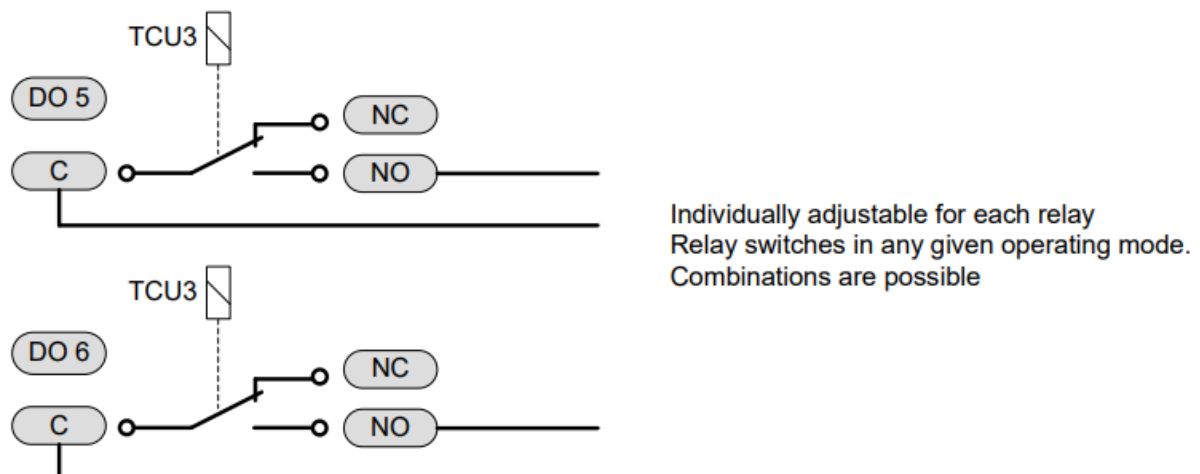 TCU3
DO 5
NC
C
NO
Individually adjustable for each relay
Relay switches in any given operating mode.
Combinations are possible
TCU3
DO 6
NC
C
NO